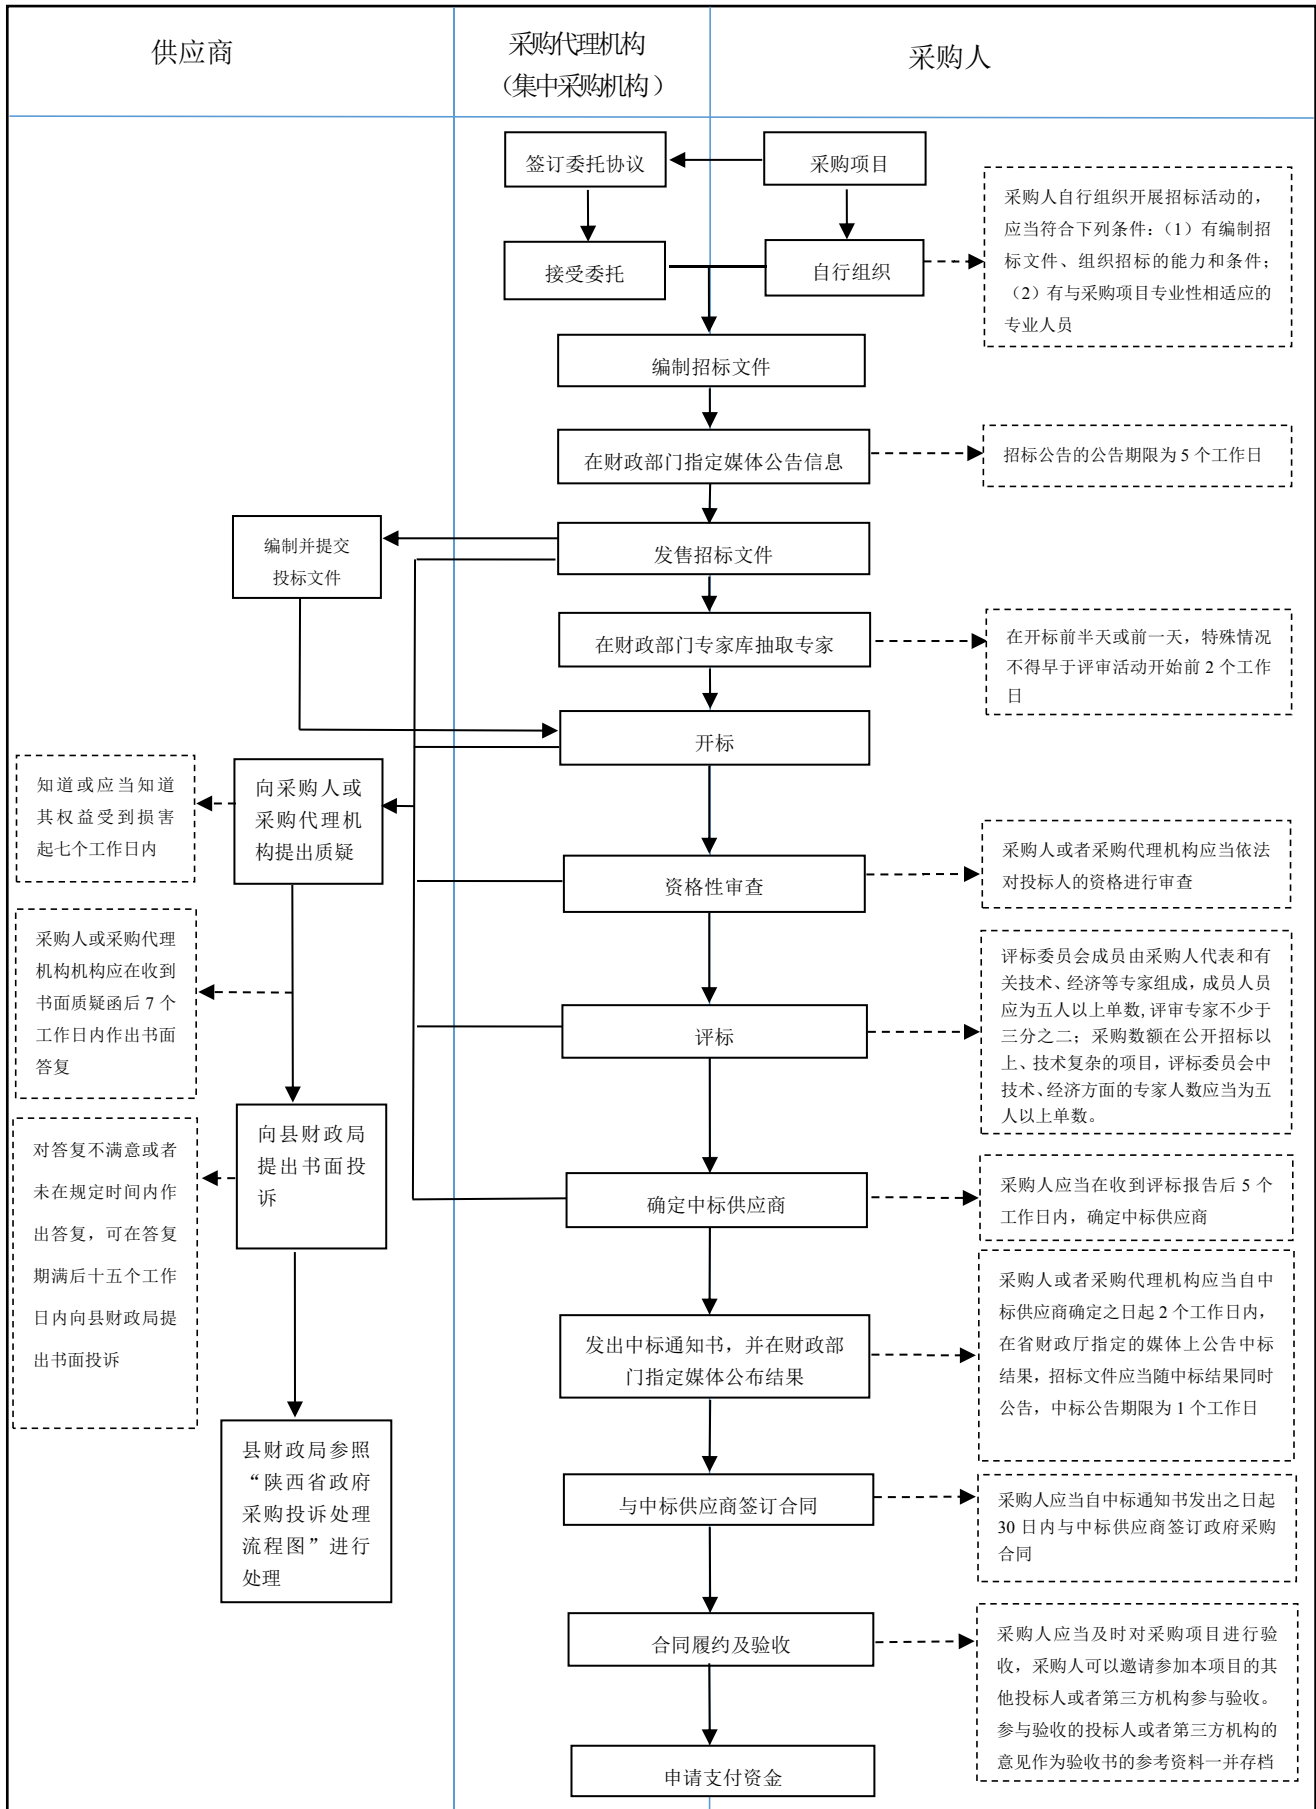 供应商
采购代理机构
（集中采购机构）
采购人
签订委托协议
采购项目
采购人自行组织开展招标活动的，
应当符合下列条件：（1）有编制招
标文件、组织招标的能力和条件；
（2）有与采购项目专业性相适应的
专业人员
接受委托
自行组织
编制招标文件
在财政部门指定媒体公告信息
招标公告的公告期限为 5 个工作日
编制并提交
投标文件
发售招标文件
在财政部门专家库抽取专家
在开标前半天或前一天，特殊情况
不得早于评审活动开始前 2 个工作
日
开标
知道或应当知道
其权益受到损害
起七个工作日内
向采购人或
采购代理机
构提出质疑
资格性审查
采购人或者采购代理机构应当依法
对投标人的资格进行审查
采购人或采购代理
机构机构应在收到
书面质疑函后 7 个
工作日内作出书面
答复
评标
评标委员会成员由采购人代表和有
关技术、经济等专家组成，成员人员
应为五人以上单数,评审专家不少于
三分之二；采购数额在公开招标以
上、技术复杂的项目，评标委员会中
技术、经济方面的专家人数应当为五
人以上单数。
对答复不满意或者
未在规定时间内作
出答复，可在答复
期满后十五个工作
日内向县财政局提
出书面投诉
向县财政局
提出书面投
诉
确定中标供应商
采购人应当在收到评标报告后 5 个
工作日内，确定中标供应商
发出中标通知书，并在财政部
门指定媒体公布结果
采购人或者采购代理机构应当自中
标供应商确定之日起 2 个工作日内，
在省财政厅指定的媒体上公告中标
结果，招标文件应当随中标结果同时
公告，中标公告期限为 1 个工作日
县财政局参照
“陕西省政府
采购投诉处理
流程图”进行
处理
与中标供应商签订合同
采购人应当自中标通知书发出之日起
30 日内与中标供应商签订政府采购
合同
合同履约及验收
采购人应当及时对采购项目进行验
收，采购人可以邀请参加本项目的其
他投标人或者第三方机构参与验收。
参与验收的投标人或者第三方机构的
意见作为验收书的参考资料一并存档
申请支付资金